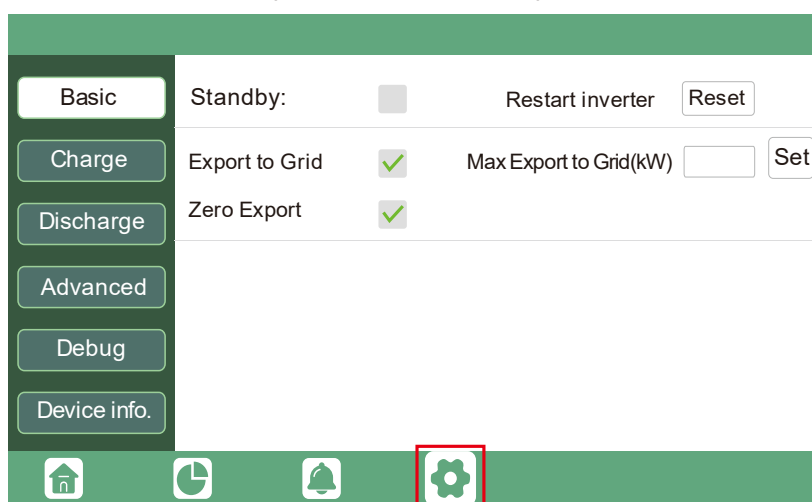 Basic
Standby:
Restart inverter
Reset
Charge
Export to Grid
Max Export to Grid(kW)
Set
Discharge
Zero Export
Advanced
Debug
Device info.